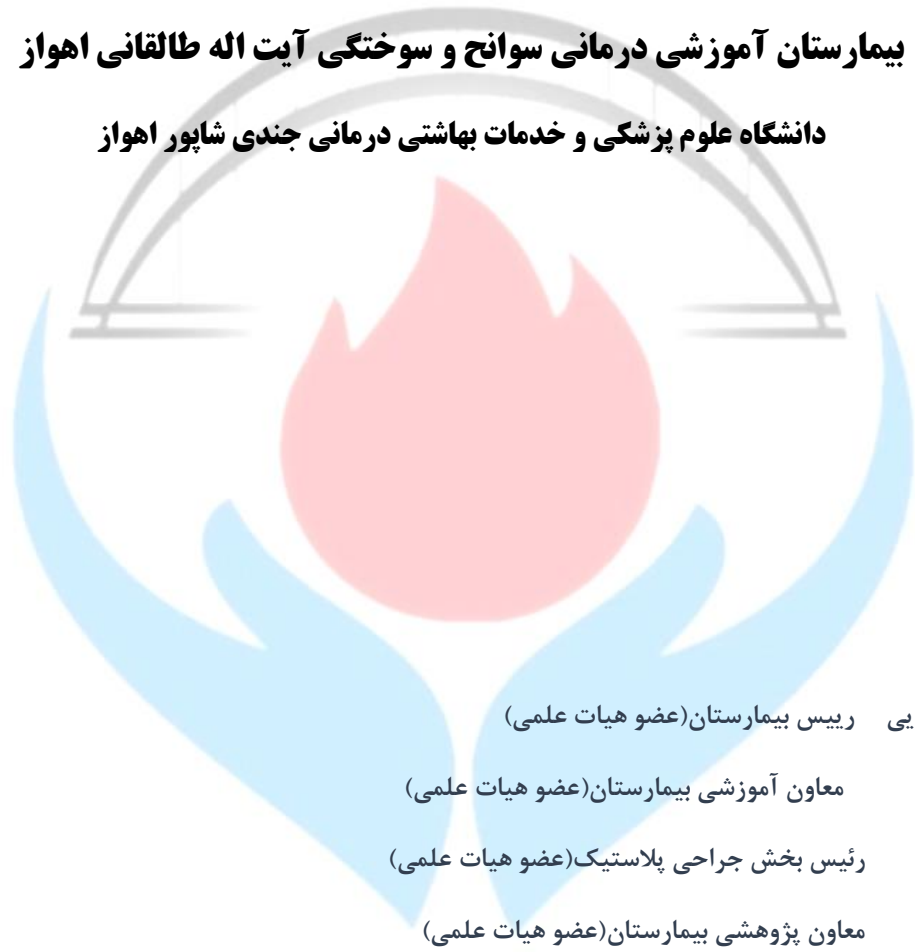 بیمارستان آموزشی درمانی سوانح و سوختگی آیت اله طالقانی اهواز
دانشگاه علوم پزشکی و خدمات بهاشتی درمانی جندی شاپور اهواز
یی رییس بیمارستان(عضو هیات علمی)
معاون آموزشی بیمارستان(عضو هیات علمی)
رئیس بخش جراحی پلاستیک(عضو هیات علمی)
معاون پژوهشی بیمارستان(عضو هیات علمی)